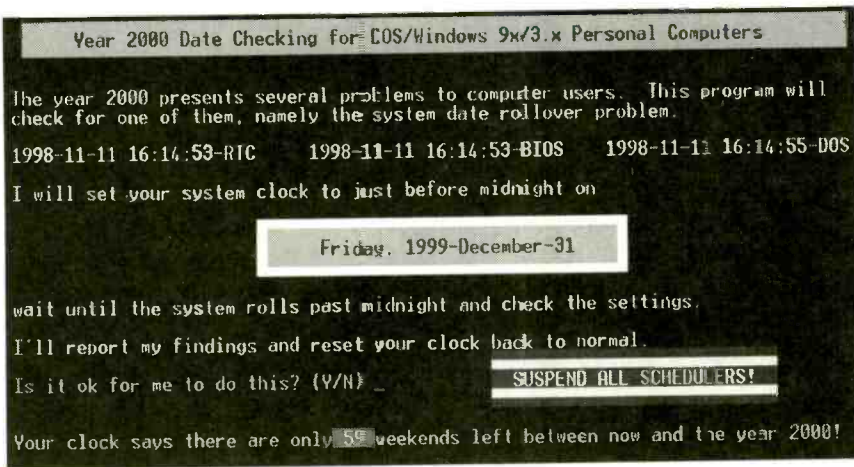 Year 2000 Date Checking for DOS/Windows 9x/3.x Personal Computers
The year 2000 presents several problems to computer users. This program will
check for one of them, namely the system date rollover problem.
1998-11-11 16:14:53-RTC 1998-11-11 16:14:53-BIOS 1998-11-11 16:14:55-DOS
I will set your system clock to just before midnight on
Friday, 1999-December-31
wait until the system rolls past midnight and check the settings.
I'll report my findings and reset your clock back to normal.
Is it ok for me to do this? (Y/N) _
SUSPEND ALL SCHEDULERS!
Your clock says there are only 59 weekends left between now and the year 2000!